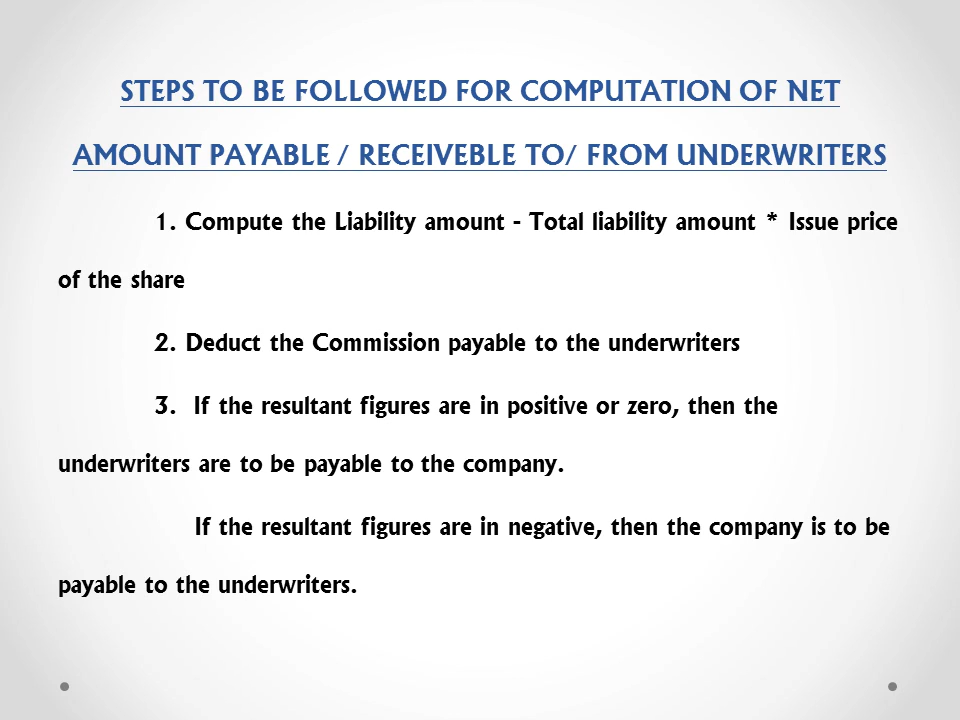 STEPS TO BE FOLLOWED FOR COMPUTATION OF NET
AMOUNT PAYABLE / RECEIVEBLE TO/ FROM UNDERWRITERS
1. Compute the Liability amount - Total liability amount * Issue price
of the share
2. Deduct the Commission payable to the underwriters
3. If the resultant figures are in positive or zero, then the
underwriters are to be payable to the company.
If the resultant figures are in negative, then the company is to be
payable to the underwriters.